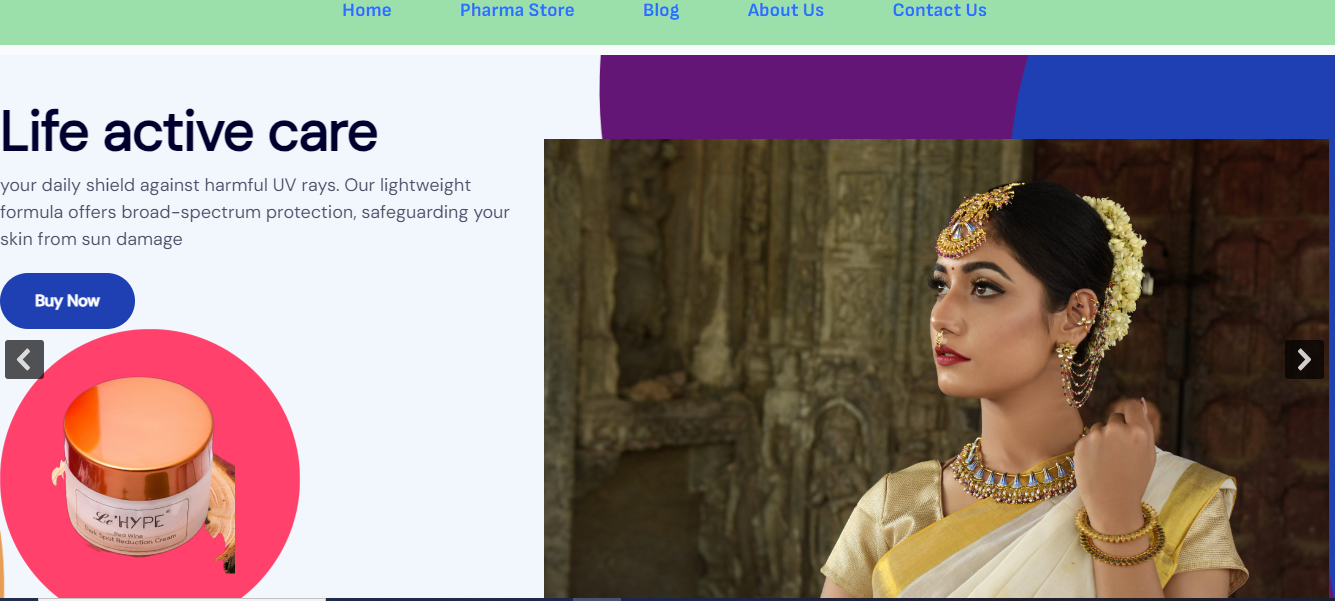 Home Pharma Store Blog About Us Contact Us
Life active care
your daily shield against harmful UV rays. Our lightweight
formula offers broad-spectrum protection, safeguarding your
skin from sun damage
Buy Now
Le'HYPE
Red Wine
Dark Spot Reduction Cream